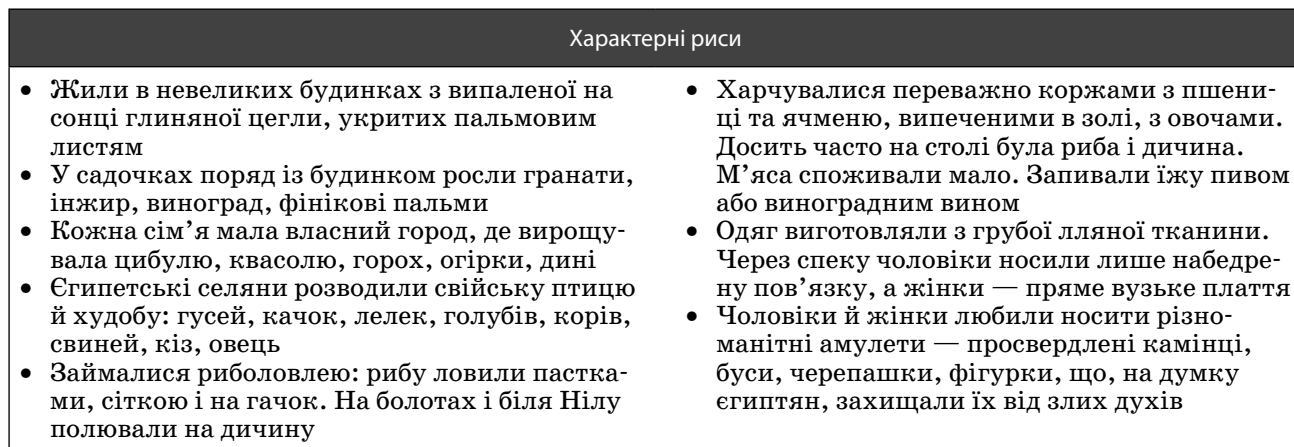 Характерні риси
• Жили в невеликих будинках з випаленої на
сонці глиняної цегли, укритих пальмовим
листям
• У садочках поряд із будинком росли гранати,
інжир, виноград, фінікові пальми
• Кожна сім’я мала власний город, де вирощу-
вала цибулю, квасолю, горох, огірки, дині
• Єгипетські селяни розводили свійську птицю
й худобу: гусей, качок, лелек, голубів, корів,
свиней, кіз, овець
• Займалися риболовлею: рибу ловили пастка-
ми, сіткою і на гачок. На болотах і біля Нілу
полювали на дичину
• Харчувалися переважно коржами з пшени-
ці та ячменю, випеченими в золі, з овочами.
Досить часто на столі була риба і дичина.
М’яса споживали мало. Запивали їжу пивом
або виноградним вином
• Одяг виготовляли з грубої лляної тканини.
Через спеку чоловіки носили лише набедре-
ну пов’язку, а жінки — пряме вузьке плаття
• Чоловіки й жінки любили носити різно-
манітні амулети — просвердлені камінці,
буси, черепашки, фігурки, що, на думку
єгиптян, захищали їх від злих духів